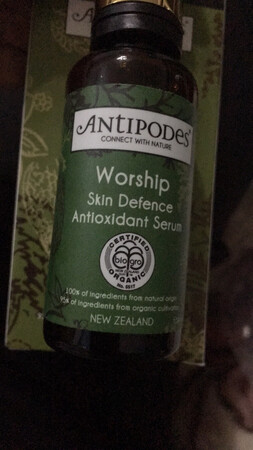 ANTIPODES
CONNECT WITH NATURE
Worship
Skin Defence
Antioxidant Serum
CERTIFIED
biogro
ORGANIC
100% of ingredients from natural origin
of ingredients from organic
NEW ZEALAND